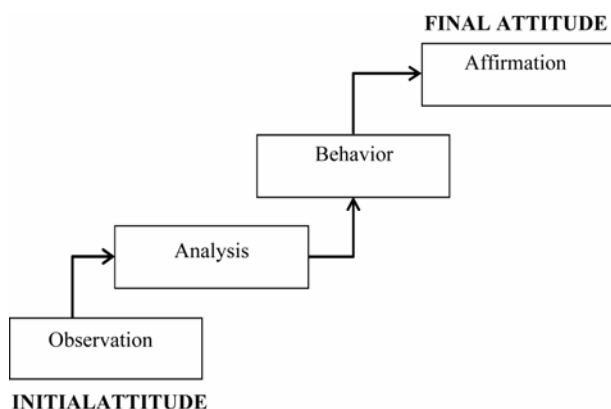 FINAL ATTITUDE
Affirmation
Behavior
Analysis
Observation
INITIALATTITUDE